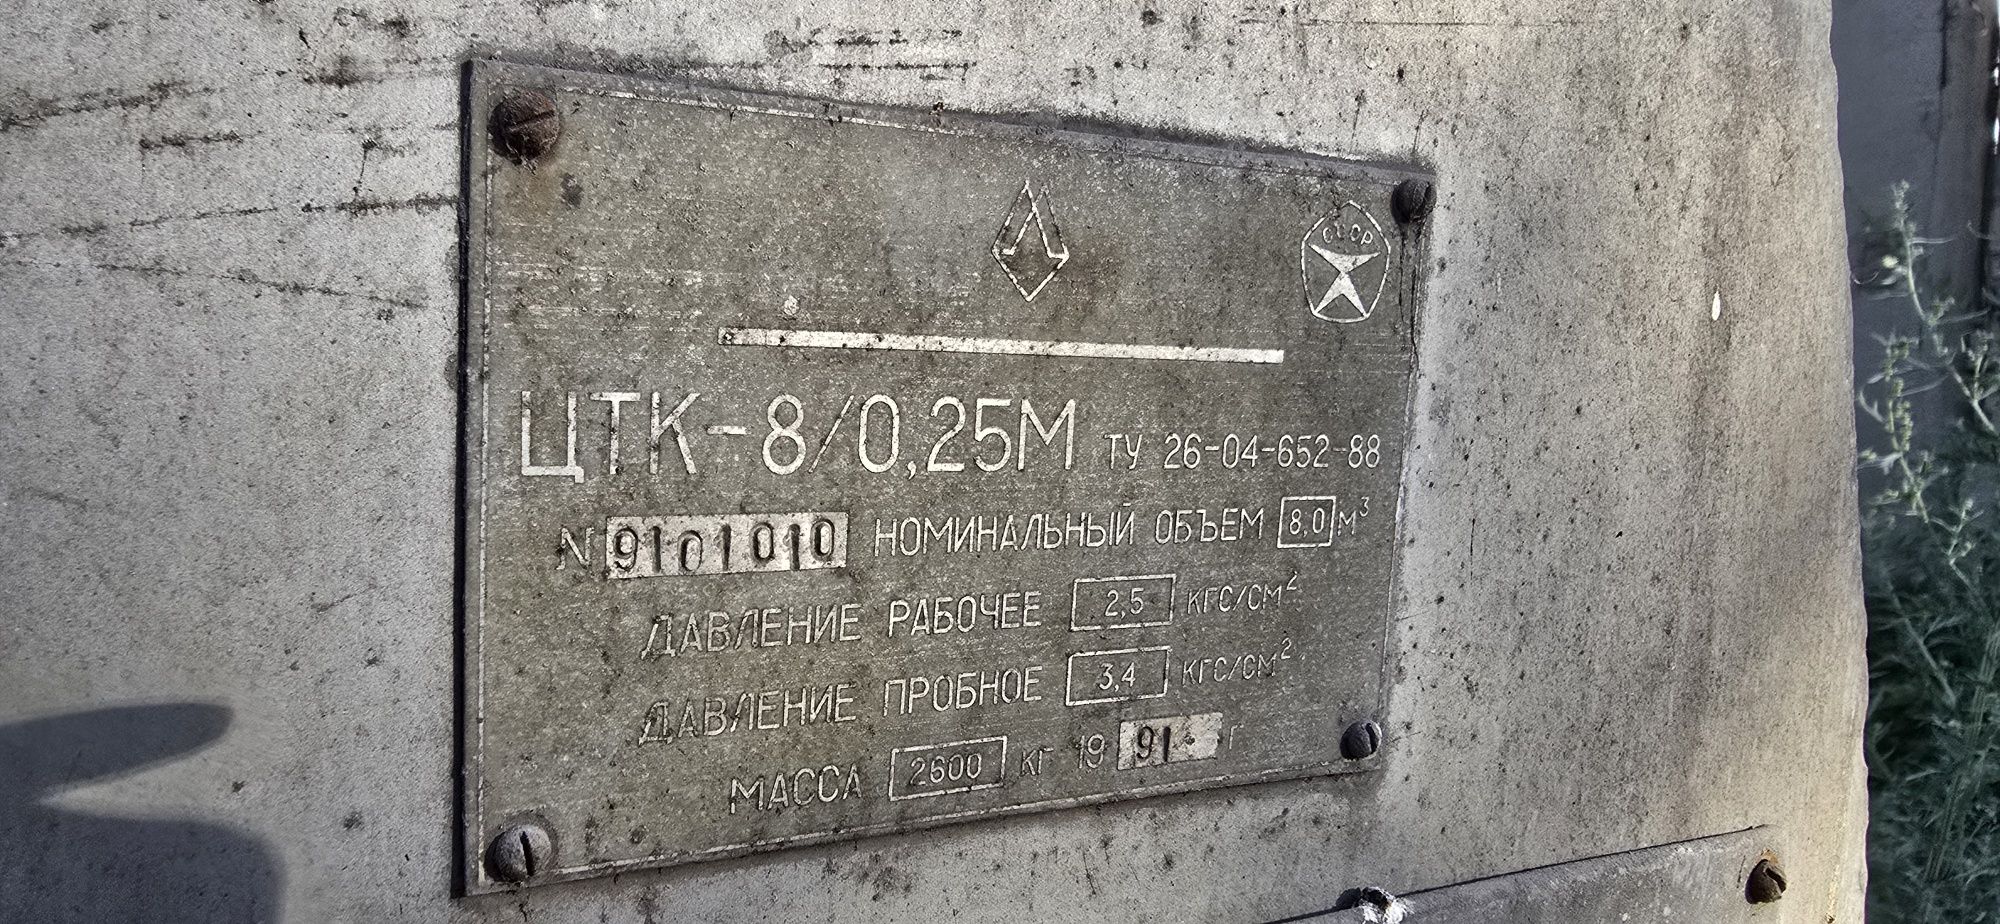 СССР
ЦТК-8/0,25М ТУ 26-04-652-88
N 9101010 НОМИНАЛЬНЫЙ ОБЪЕМ 8,0 м³
ДАВЛЕНИЕ РАБОЧЕЕ 2,5 КГС/СМ²
ДАВЛЕНИЕ ПРОБНОЕ 3,4 КГС/СМ²
МАССА 2600 КГ 19 91 Г